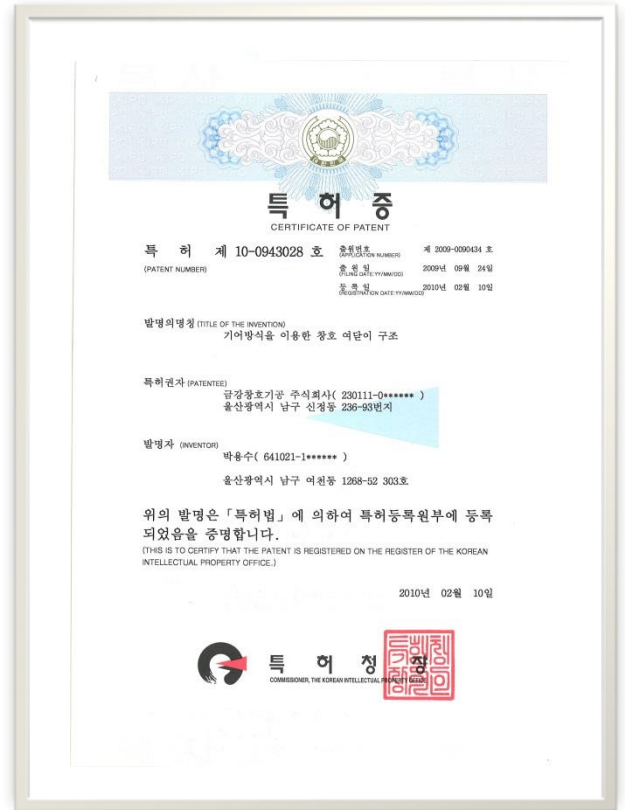 특 허 증
CERTIFICATE OF PATENT
특 허 제 10-0943028 호
(PATENT NUMBER)
출원번호 제 2009-0090434 호
(APPLICATION NUMBER)
출 원 일 2009년 09월 24일
(FILING DATE:YY/MM/DD)
등 록 일 2010년 02월 10일
(REGISTRATION DATE:YY/MM/DD)
발명의명칭 (TITLE OF THE INVENTION)
기어방식을 이용한 창호 여닫이 구조
특허권자 (PATENTEE)
금강창호기공 주식회사( 230111-0****** )
울산광역시 남구 신정동 236-93번지
발명자 (INVENTOR)
박용수( 641021-1****** )
울산광역시 남구 여천동 1268-52 303호
위의 발명은「특허법」에 의하여 특허등록원부에 등록
되었음을 증명합니다.
(THIS IS TO CERTIFY THAT THE PATENT IS REGISTERED ON THE REGISTER OF THE KOREAN
INTELLECTUAL PROPERTY OFFICE.)
2010년 02월 10일
특 허 청 장
COMMISSIONER, THE KOREAN INTELLECTUAL PROPERTY OFFICE